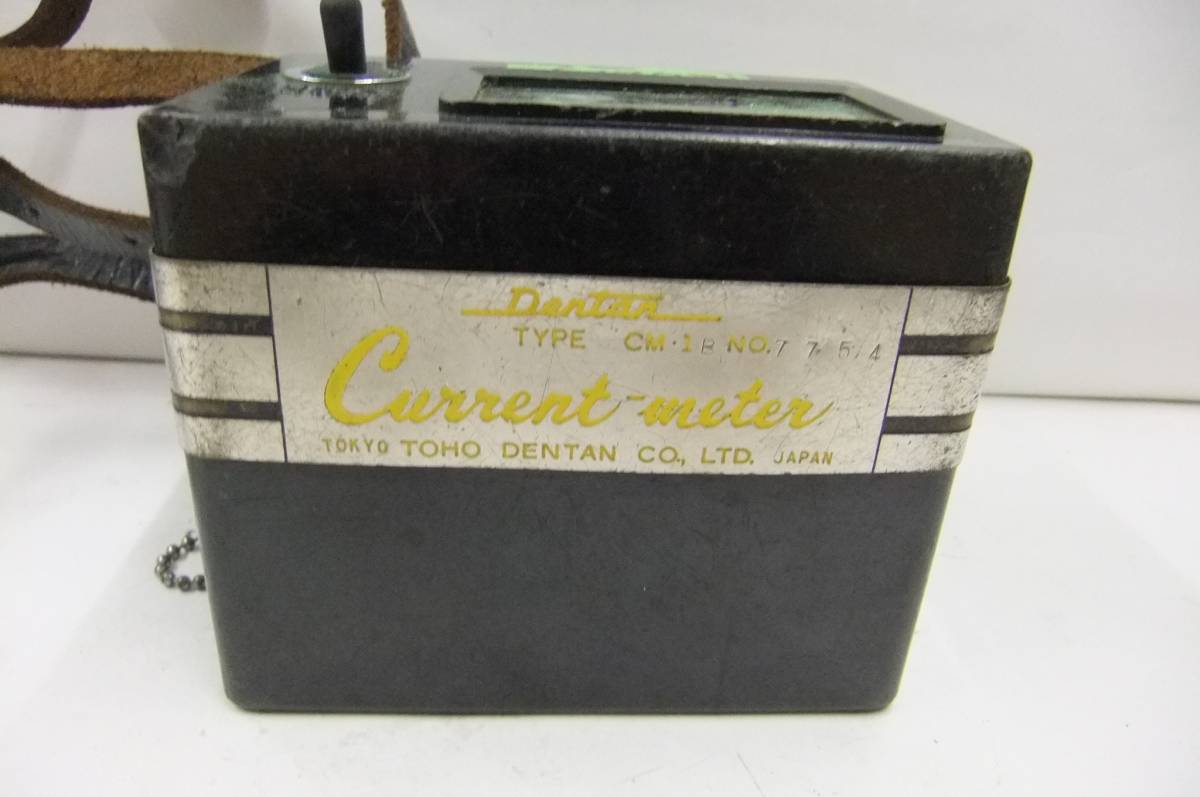 Dentan
TYPE CM-1B NO. 7754
Current-meter
TOKYO TOHO DENTAN CO., LTD. JAPAN